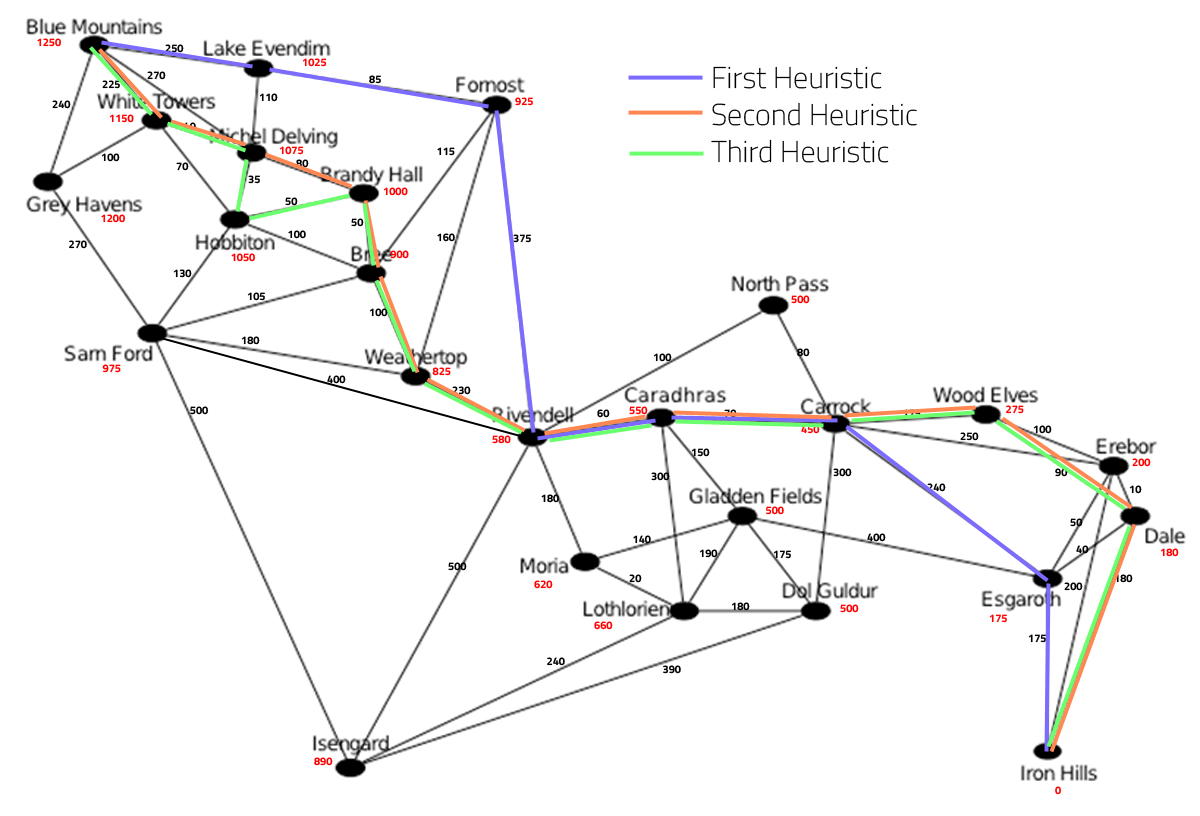 Blue Mountains
1250
250
Lake Evendim
1025
First Heuristic
Second Heuristic
Third Heuristic
270
225
240
85
Fornost
925
White Towers
1150
110
Michel Delving
1075
100
70
35
80
Brandy Hall
1000
115
Grey Havens
1200
50
50
270
Hobbiton
1050
100
Bree
900
160
375
130
105
100
North Pass
500
180
Sarn Ford
975
400
Weathertop
825
230
100
80
Rivendell
580
60
Caradhras
550
Carrock
450
Wood Elves
275
100
250
Erebor
200
90
10
500
150
300
300
240
180
Gladden Fields
500
Dale
180
50
40
400
140
190
175
Moria
620
20
Lothlorien
660
180
Dol Guldur
500
Esgaroth
175
200
180
500
175
240
390
Isengard
890
Iron Hills
0